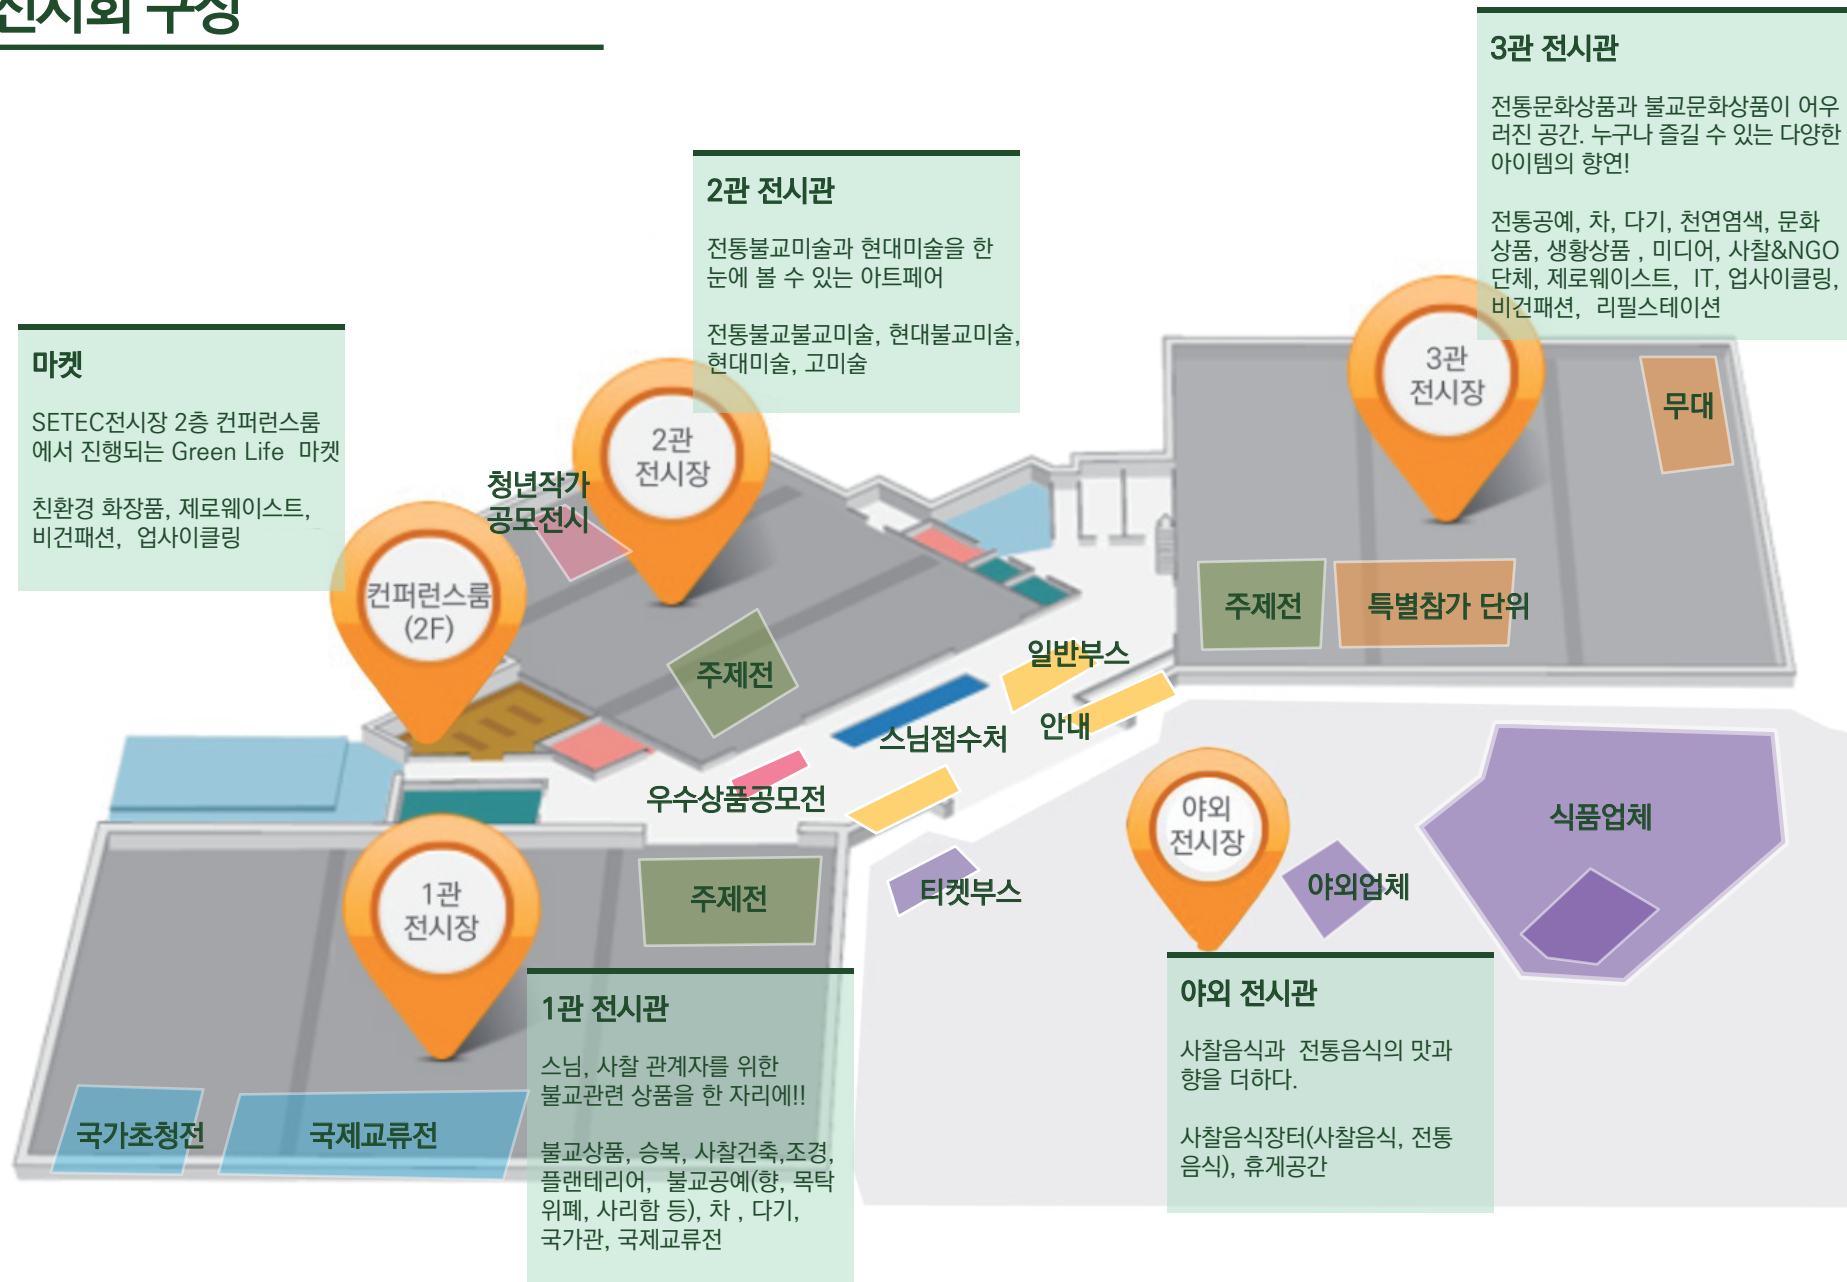 전시회 구성
3관 전시관
전통문화상품과 불교문화상품이 어우
러진 공간. 누구나 즐길 수 있는 다양한
아이템의 향연!
전통공예, 차, 다기, 천연염색, 문화
상품, 생황상품 , 미디어, 사찰&NGO
단체, 제로웨이스트, IT, 업사이클링,
비건패션, 리필스테이션
2관 전시관
전통불교미술과 현대미술을 한
눈에 볼 수 있는 아트페어
전통불교불교미술, 현대불교미술,
현대미술, 고미술
마켓
SETEC전시장 2층 컨퍼런스룸
에서 진행되는 Green Life 마켓
친환경 화장품, 제로웨이스트,
비건패션, 업사이클링
3관
전시장
무대
2관
전시장
청년작가
공모전시
컨퍼런스룸
(2F)
주제전
특별참가 단위
일반부스
주제전
안내
스님접수처
우수상품공모전
야외
전시장
식품업체
1관
전시장
주제전
티켓부스
야외업체
1관 전시관
스님, 사찰 관계자를 위한
불교관련 상품을 한 자리에!!
불교상품, 승복, 사찰건축,조경,
플랜테리어, 불교공예(향, 목탁
위폐, 사리함 등), 차 , 다기,
국가관, 국제교류전
야외 전시관
사찰음식과 전통음식의 맛과
향을 더하다.
사찰음식장터(사찰음식, 전통
음식), 휴게공간
국가초청전
국제교류전